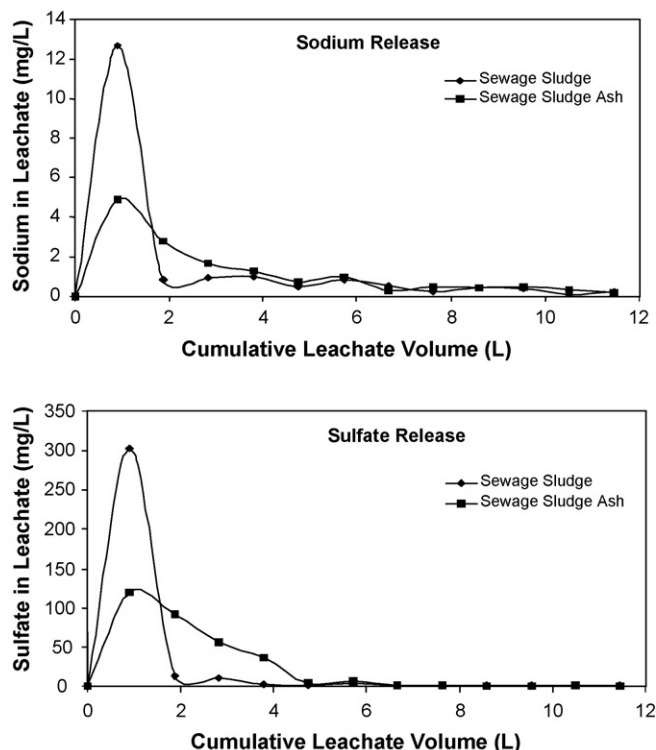 Sodium Release
Sewage Sludge
Sewage Sludge Ash
Sodium in Leachate (mg/L)
14
12
10
8
6
4
2
0
0 2 4 6 8 10 12
Cumulative Leachate Volume (L)
Sulfate Release
Sewage Sludge
Sewage Sludge Ash
Sulfate in Leachate (mg/L)
350
300
250
200
150
100
50
0
0 2 4 6 8 10 12
Cumulative Leachate Volume (L)